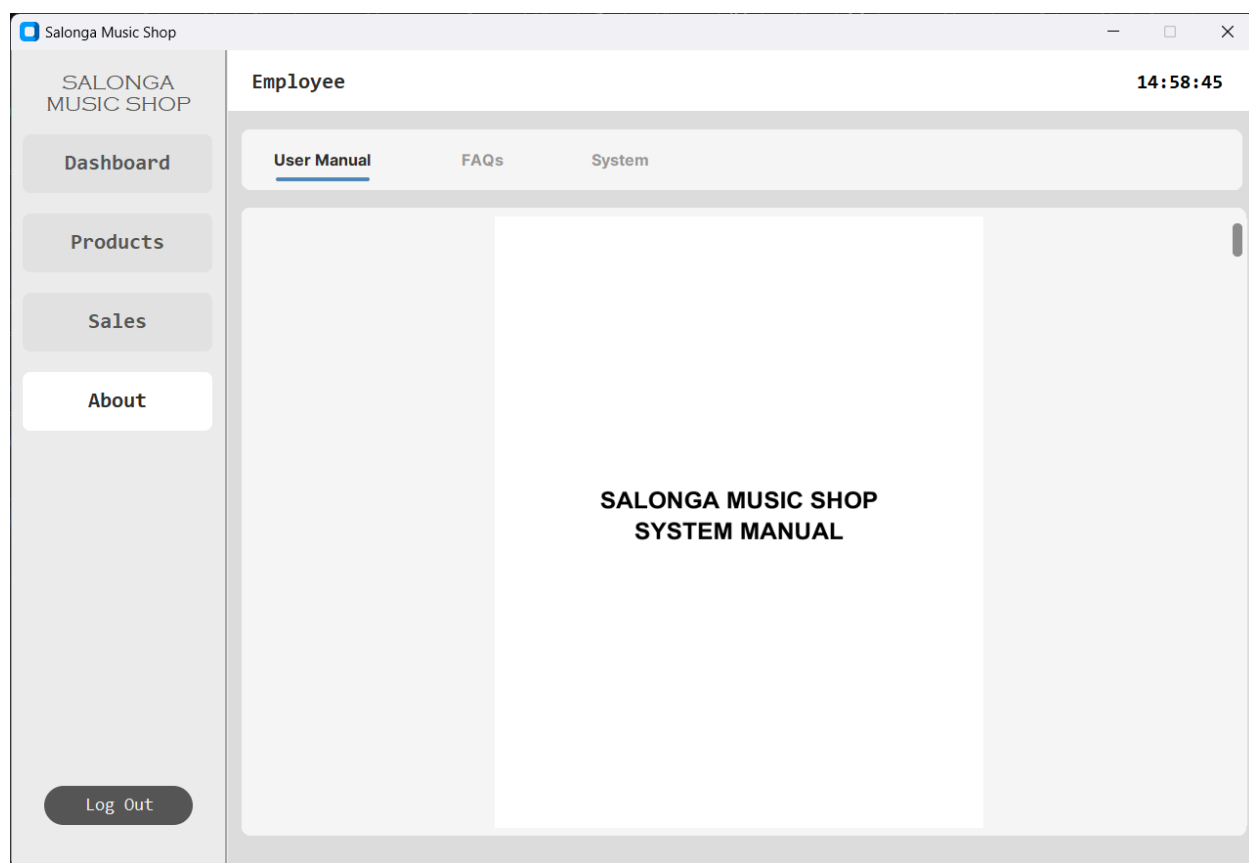 Salonga Music Shop
SALONGA
MUSIC SHOP
Dashboard
Products
Sales
About
Log Out
Employee
14:58:45
User Manual
FAQs
System
SALONGA MUSIC SHOP
SYSTEM MANUAL